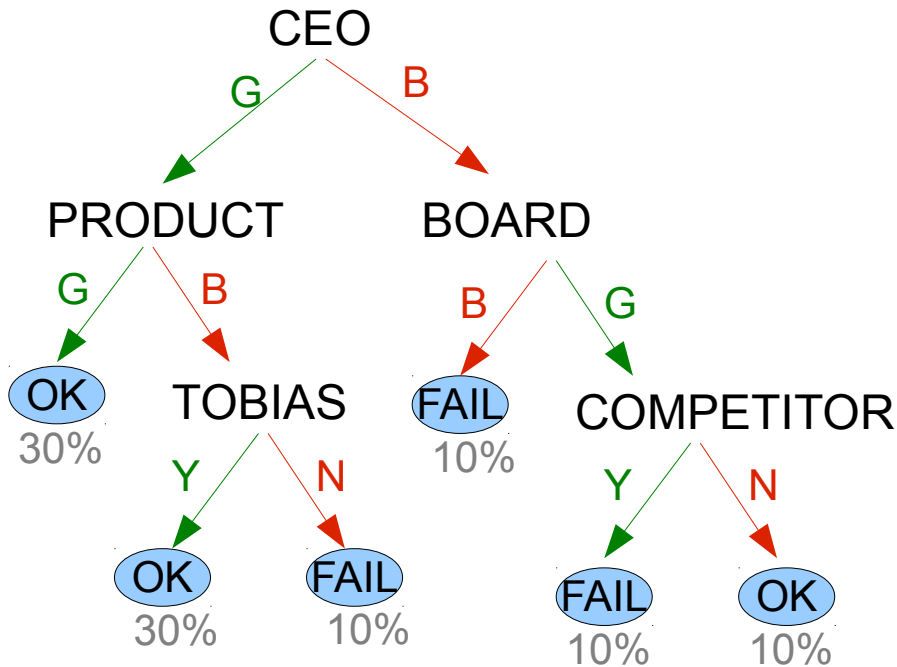 CEO
G B
PRODUCT BOARD
G B B G
OK TOBIAS FAIL COMPETITOR
30% 10%
Y N Y N
OK FAIL FAIL OK
30% 10% 10% 10%